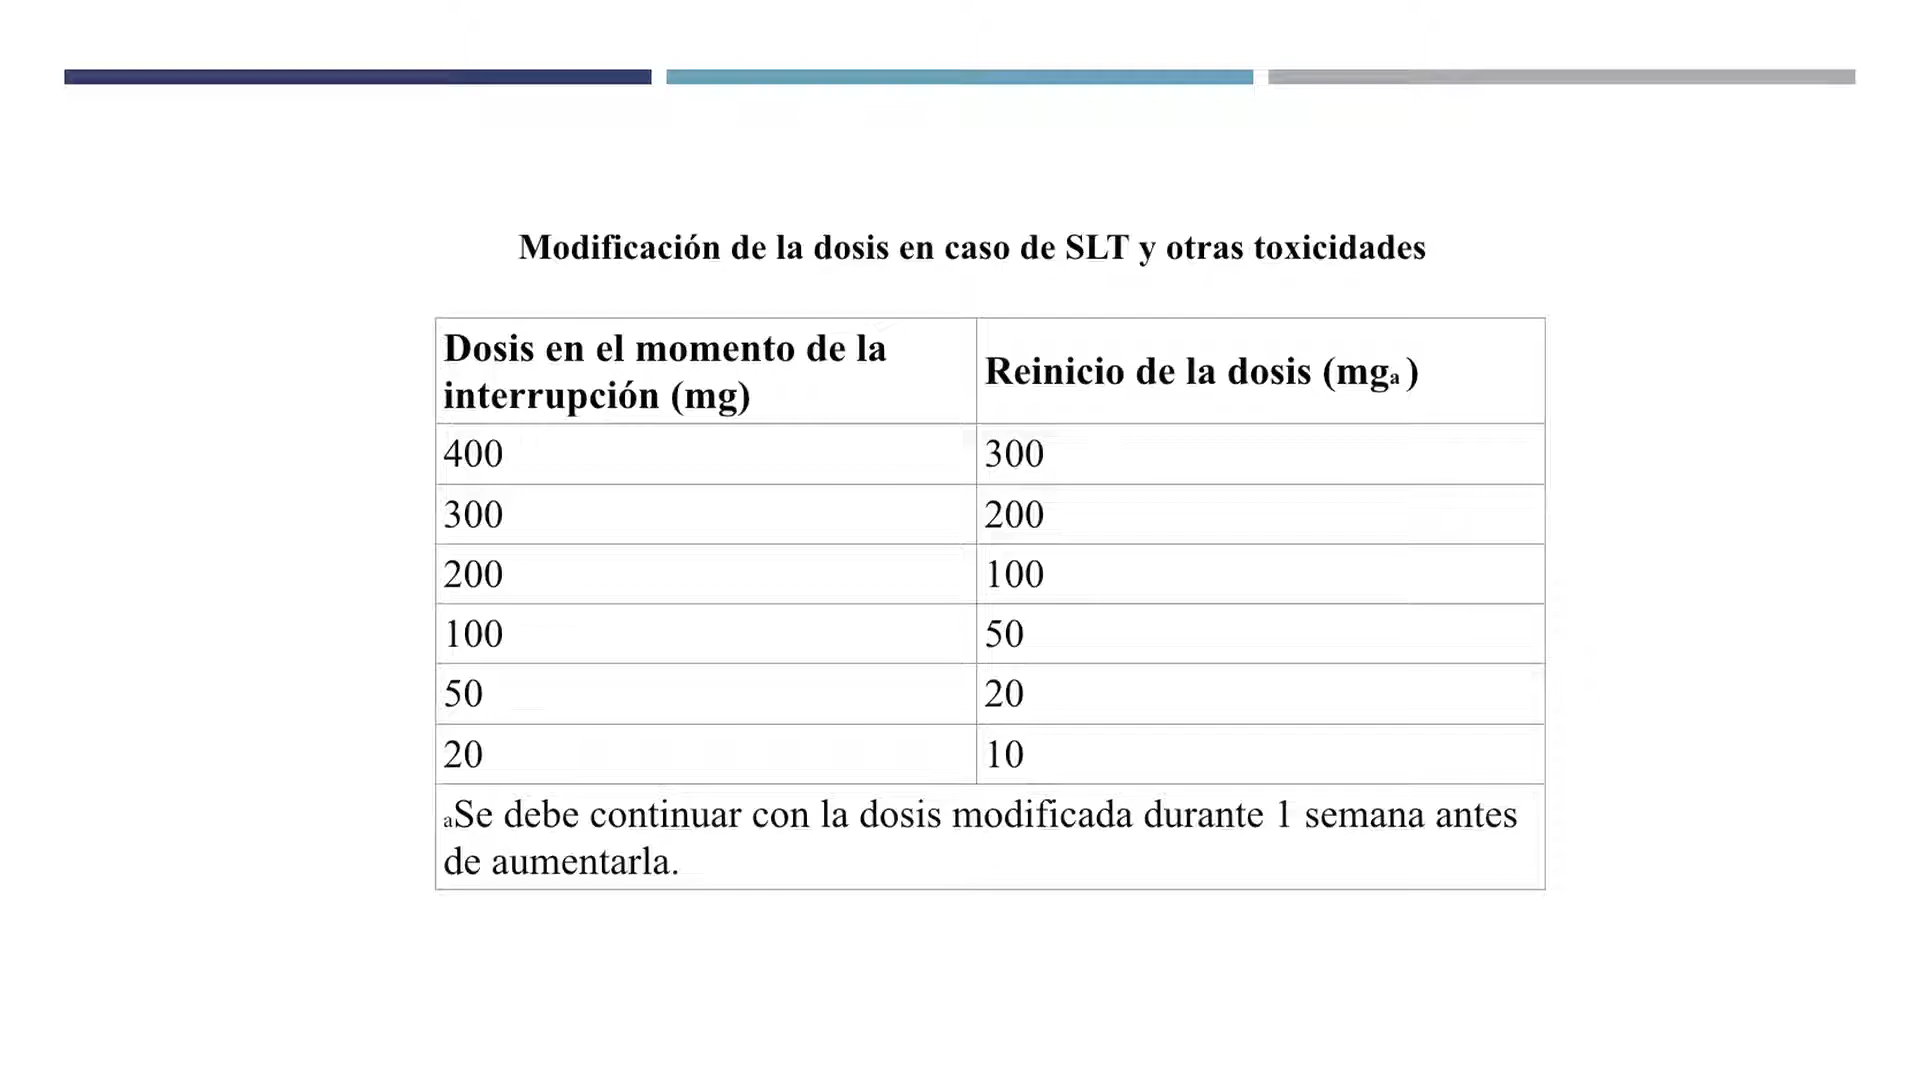 Modificación de la dosis en caso de SLT y otras toxicidades
Dosis en el momento de la
interrupción (mg)
Reinicio de la dosis (mga )
400
300
300
200
200
100
100
50
50
20
20
10
aSe debe continuar con la dosis modificada durante 1 semana antes
de aumentarla.